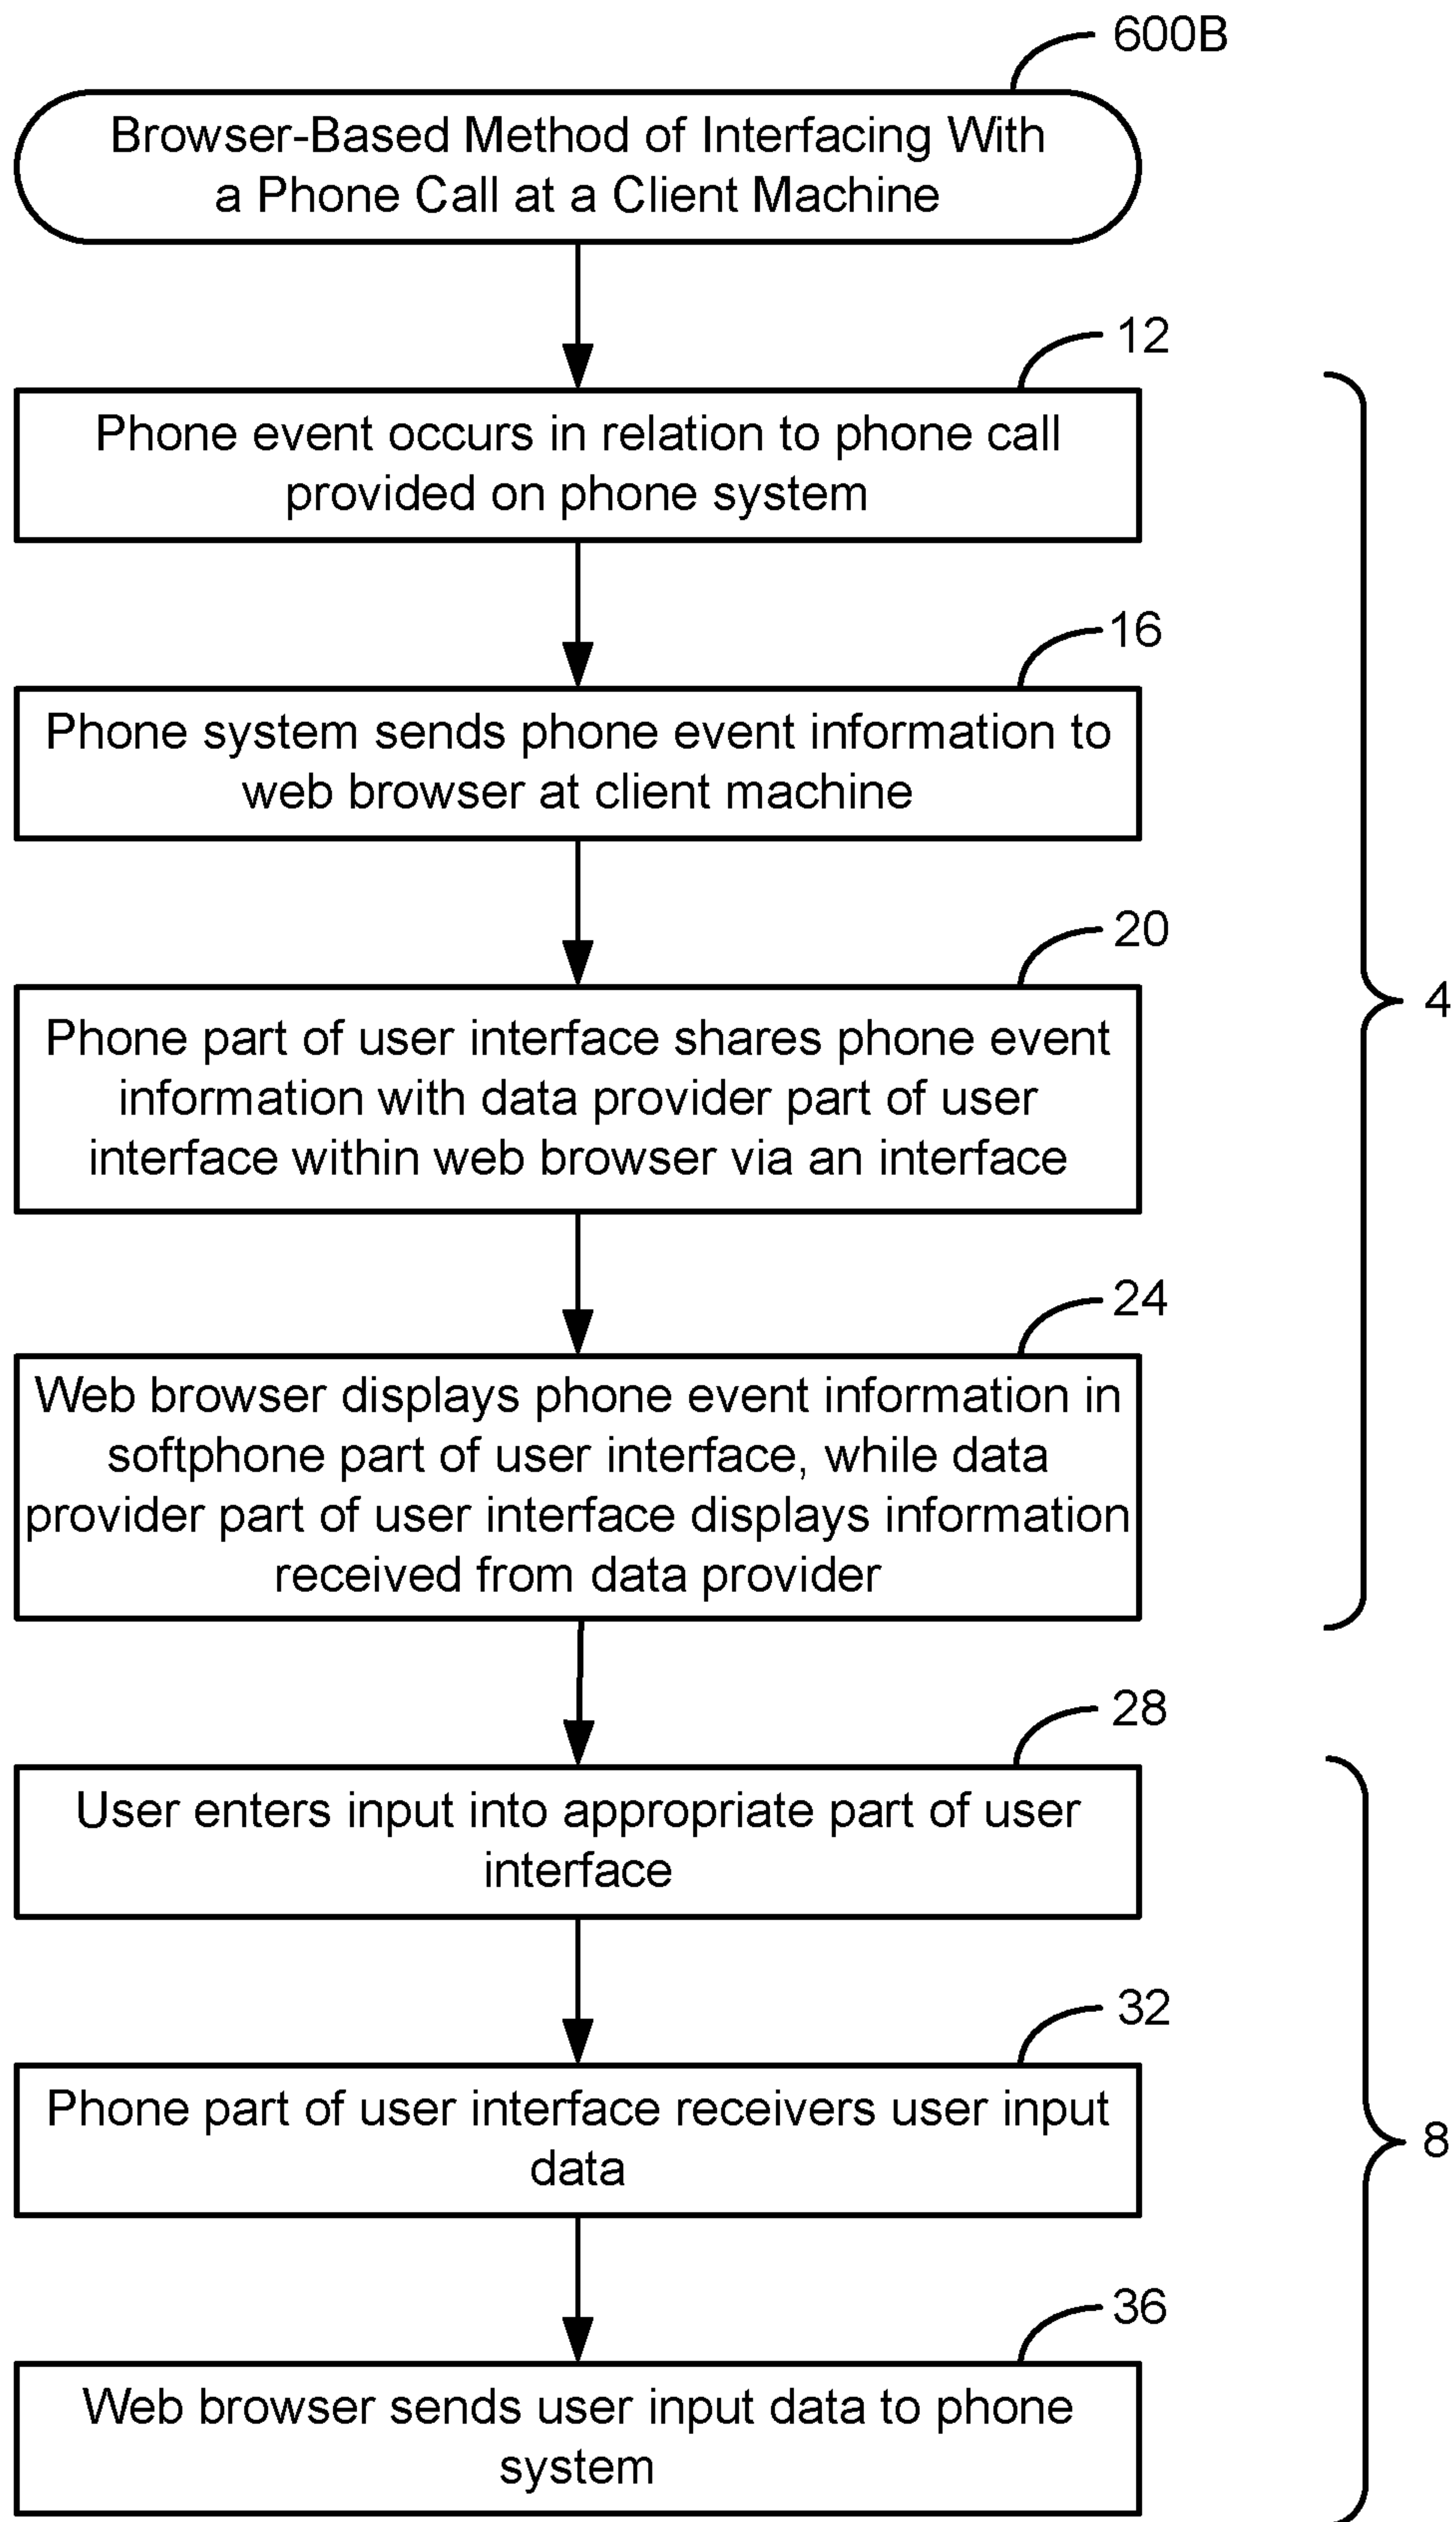 600B
Browser-Based Method of Interfacing With
a Phone Call at a Client Machine
12
Phone event occurs in relation to phone call
provided on phone system
16
Phone system sends phone event information to
web browser at client machine
20
Phone part of user interface shares phone event
information with data provider part of user
interface within web browser via an interface
4
24
Web browser displays phone event information in
softphone part of user interface, while data
provider part of user interface displays information
received from data provider
28
User enters input into appropriate part of user
interface
32
Phone part of user interface receivers user input
data
8
36
Web browser sends user input data to phone
system